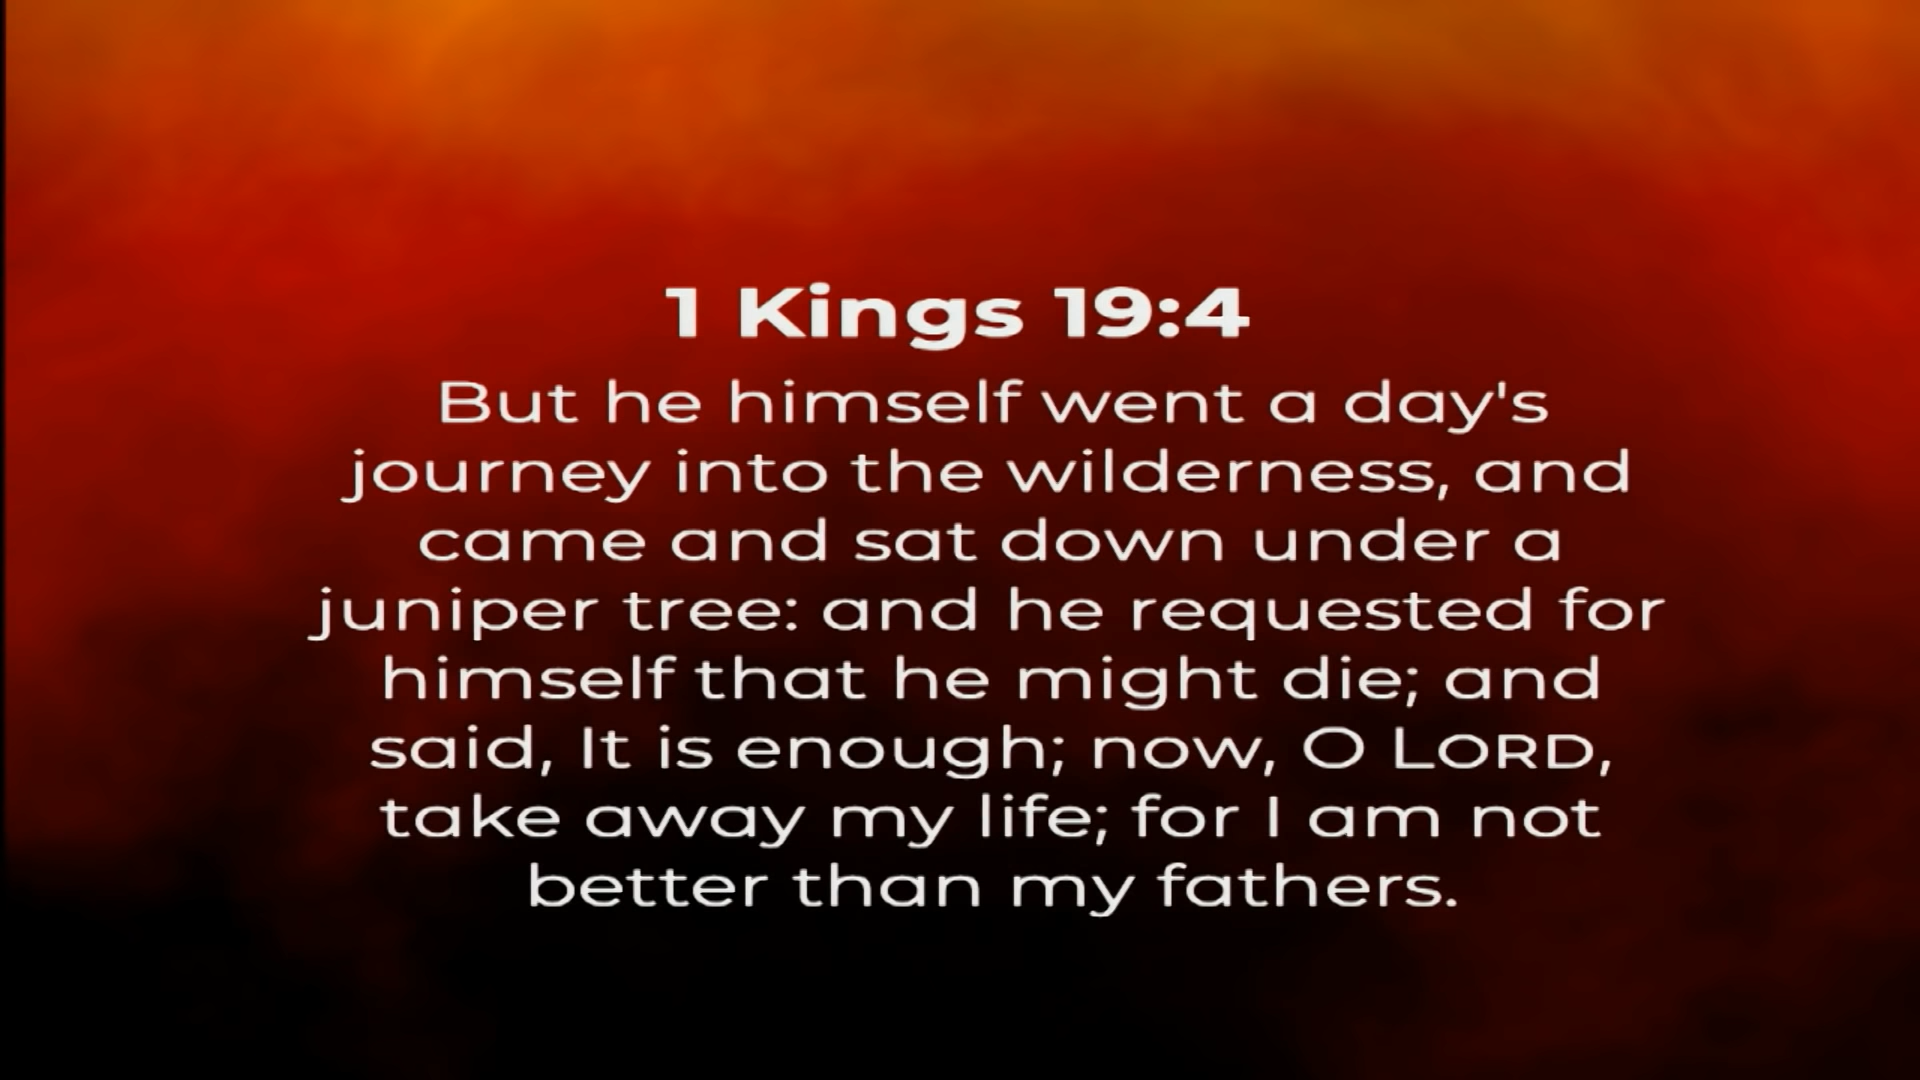 1 Kings 19:4
But he himself went a day's
journey into the wilderness, and
came and sat down under a
juniper tree: and he requested for
himself that he might die; and
said, It is enough; now, O LORD,
take away my life; for I am not
better than my fathers.